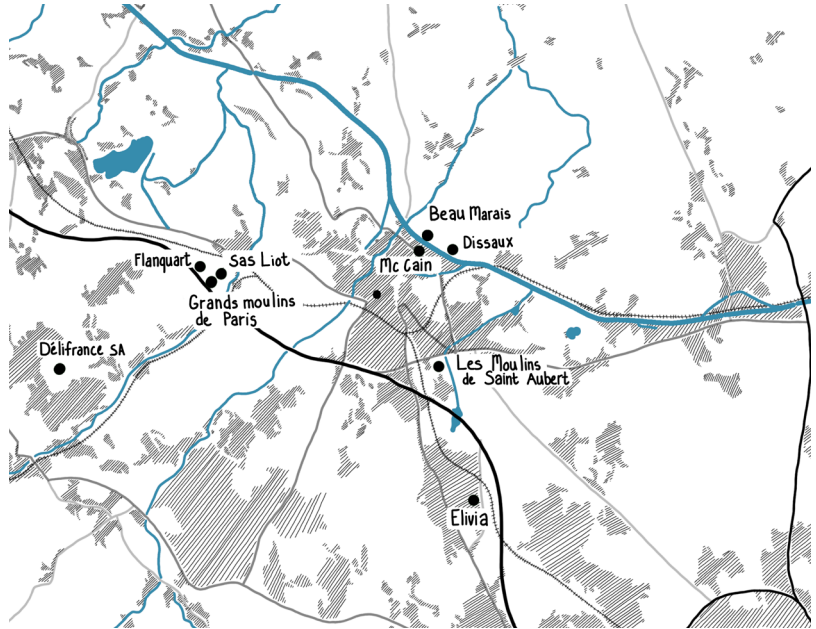 Beau Marais
Dissaux
Mc Cain
Flanquart
Sas Liot
Grands moulins
de Paris
Délifrance SA
Les Moulins
de Saint Aubert
Elivia